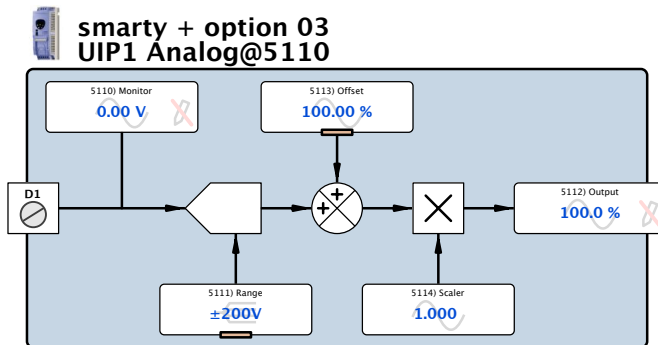 smarty + option 03
UIP1 Analog@5110
5110) Monitor
0.00 V
5113) Offset
100.00 %
D1
+
+
5112) Output
100.0 %
5111) Range
±200V
5114) Scaler
1.000